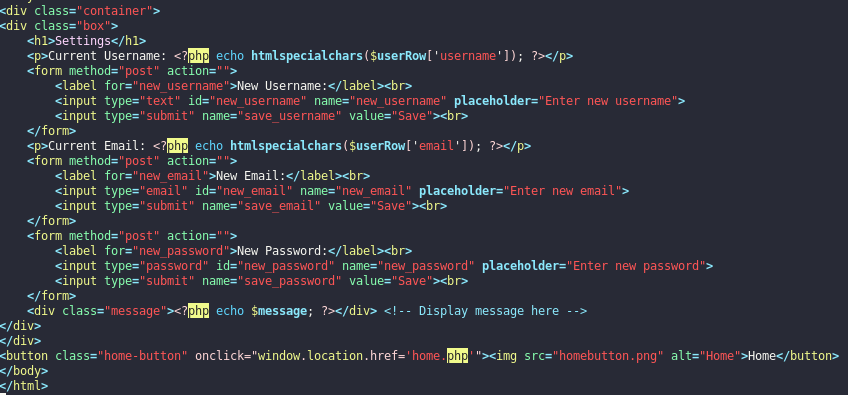 <div class="container">
<div class="box">
    <h1>Settings</h1>
    <p>Current Username: <?php echo htmlspecialchars($userRow['username']); ?></p>
    <form method="post" action="">
        <label for="new_username">New Username:</label><br>
        <input type="text" id="new_username" name="new_username" placeholder="Enter new username">
        <input type="submit" name="save_username" value="Save"><br>
    </form>
    <p>Current Email: <?php echo htmlspecialchars($userRow['email']); ?></p>
    <form method="post" action="">
        <label for="new_email">New Email:</label><br>
        <input type="email" id="new_email" name="new_email" placeholder="Enter new email">
        <input type="submit" name="save_email" value="Save"><br>
    </form>
    <form method="post" action="">
        <label for="new_password">New Password:</label><br>
        <input type="password" id="new_password" name="new_password" placeholder="Enter new password">
        <input type="submit" name="save_password" value="Save"><br>
    </form>
    <div class="message"><?php echo $message; ?></div> <!-- Display message here -->
</div>
</div>
<button class="home-button" onclick="window.location.href='home.php'"><img src="homebutton.png" alt="Home">Home</button>
</body>
</html>